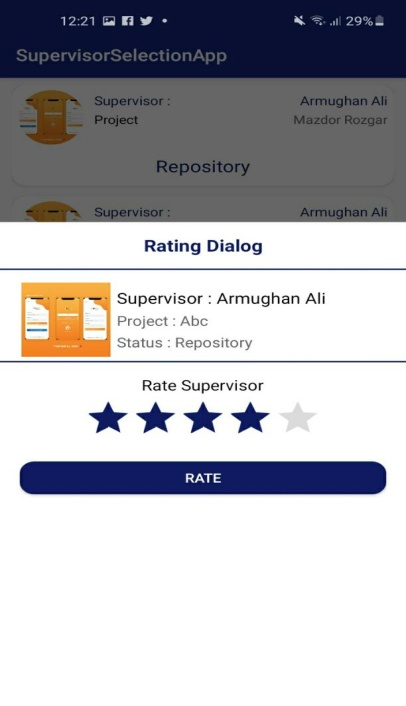 12:21
29%
SupervisorSelectionApp
Supervisor : Armughan Ali
Project Mazdor Rozgar
Repository
Supervisor : Armughan Ali
Rating Dialog
Supervisor : Armughan Ali
Project : Abc
Status : Repository
Rate Supervisor
RATE